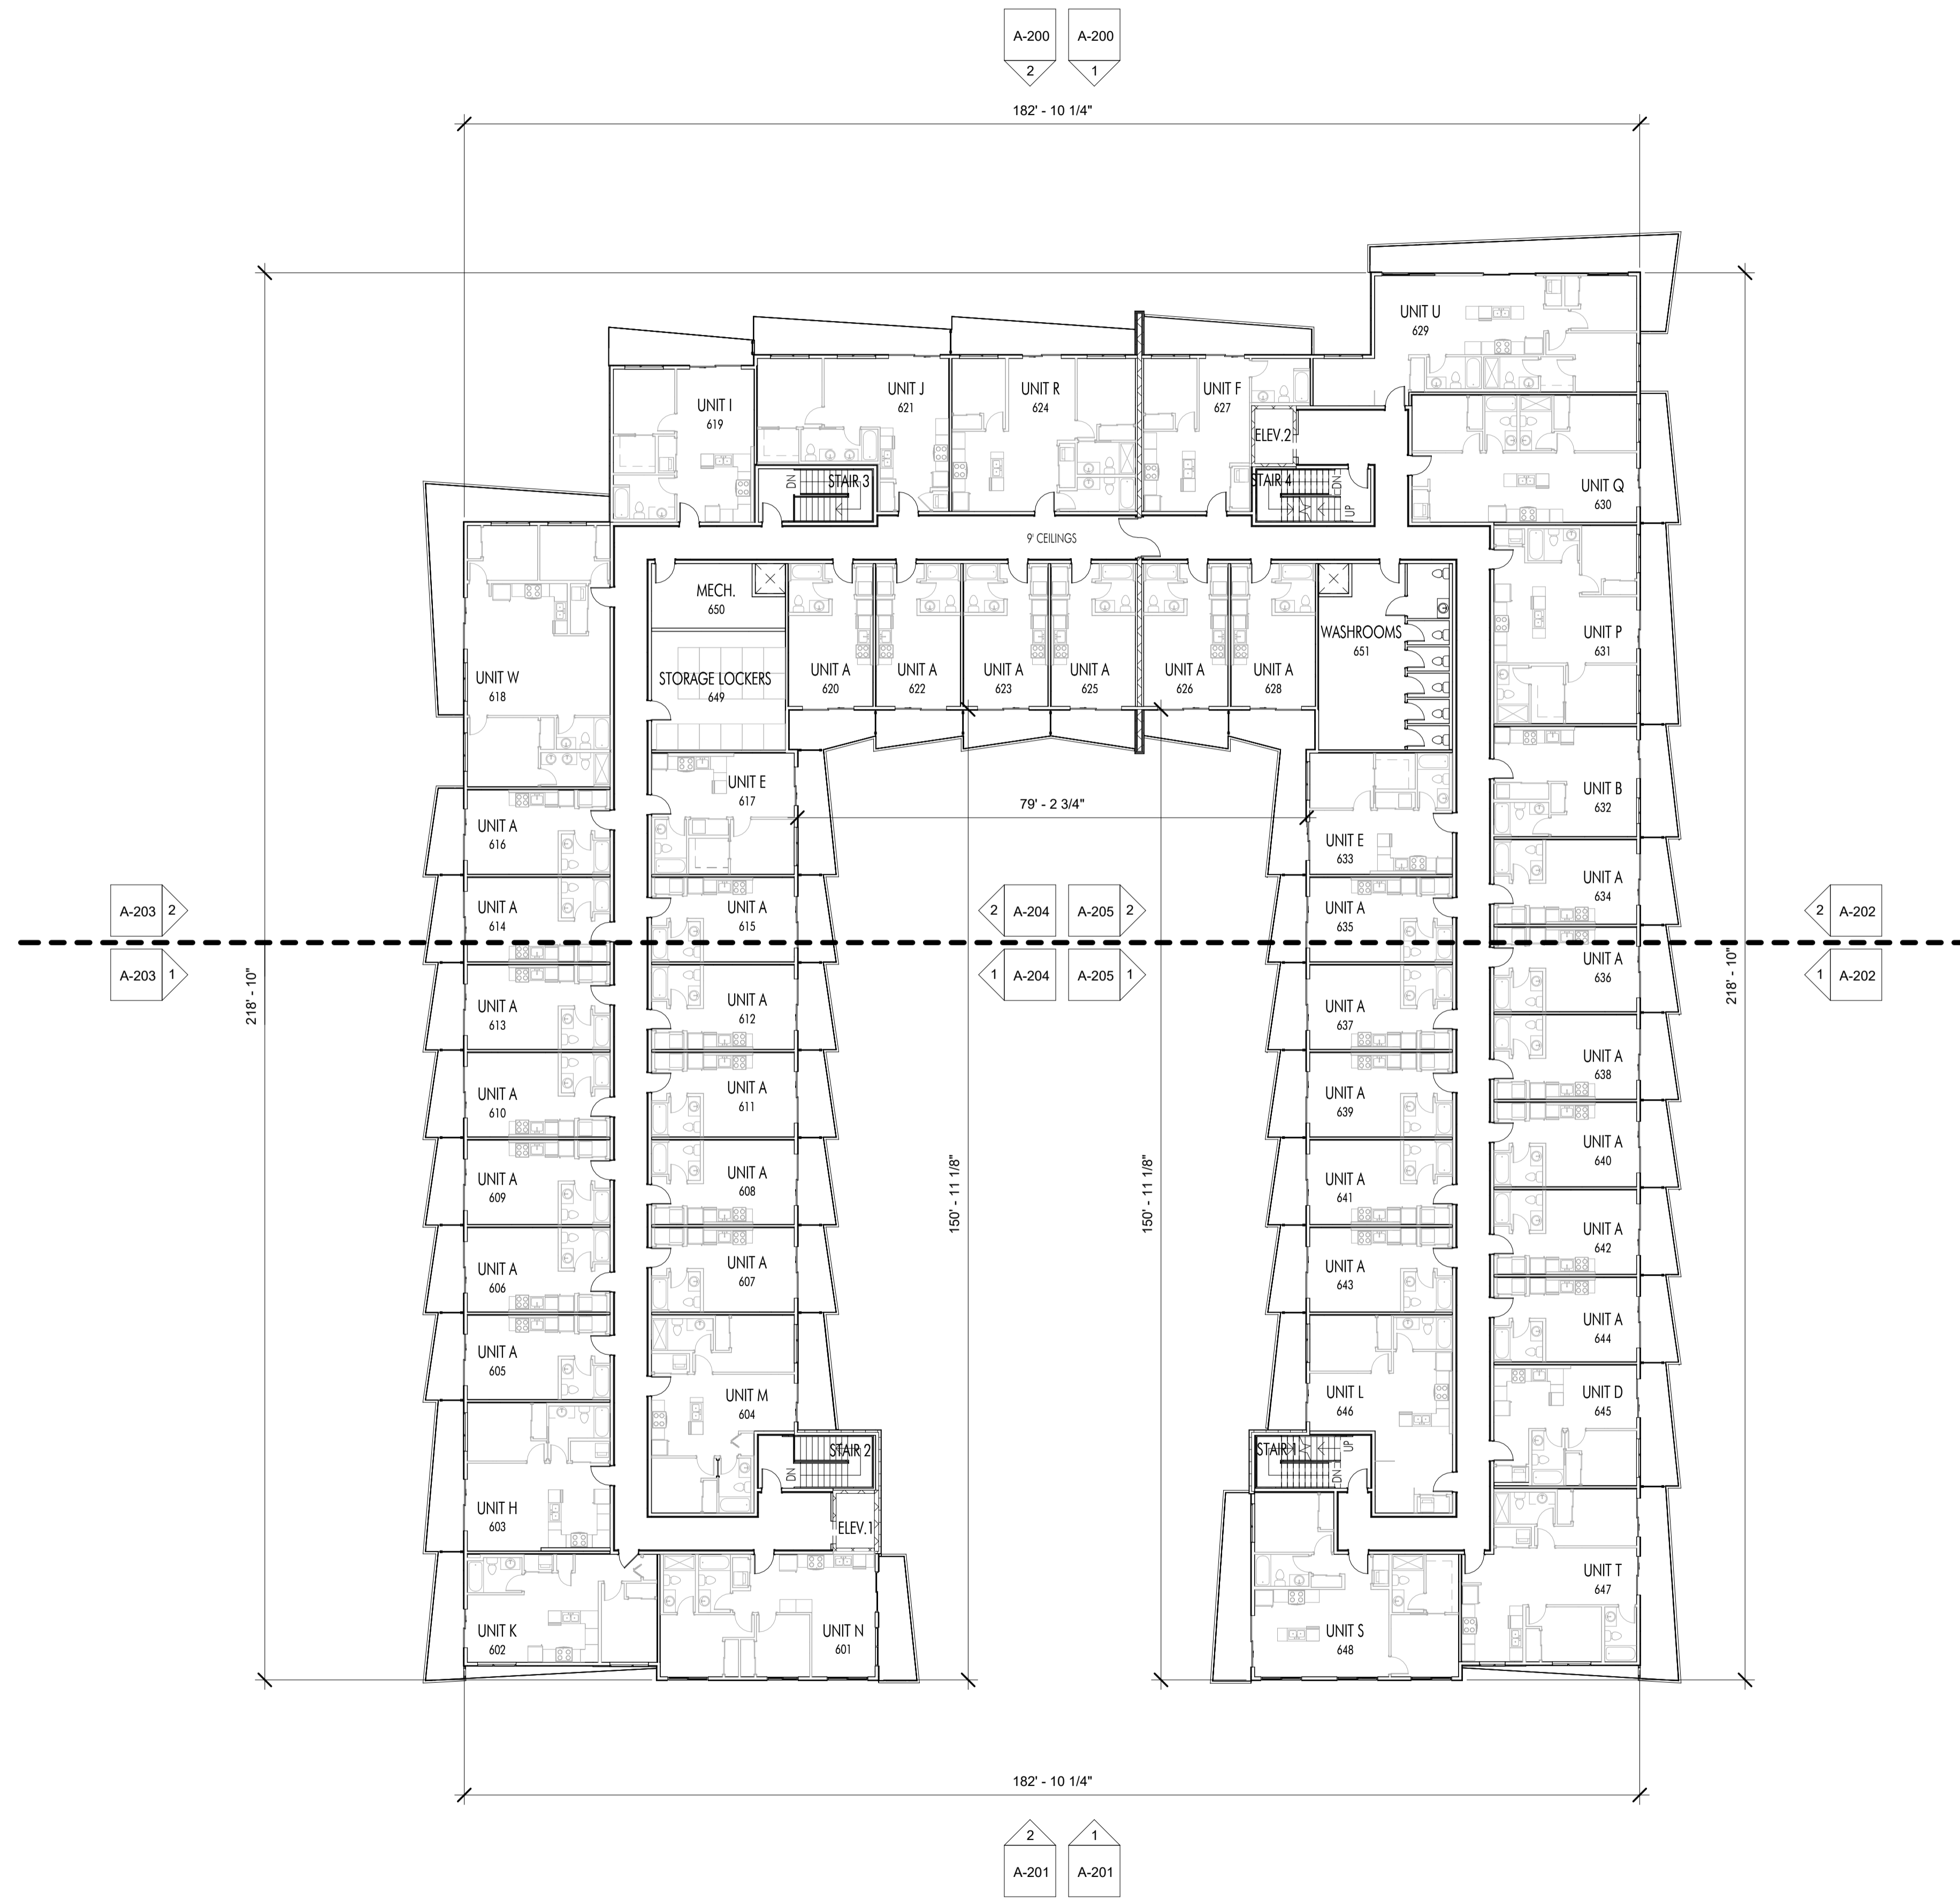 A-200
A-200
2
1
182' - 10 1/4"
UNIT U
629
UNIT I
619
UNIT J
621
UNIT R
624
UNIT F
627
ELEV.2
DN
STAIR 3
STAIR 4
DN
UP
UNIT Q
630
9' CEILINGS
MECH.
650
STORAGE LOCKERS
649
UNIT A
620
UNIT A
622
UNIT A
623
UNIT A
625
UNIT A
626
UNIT A
628
WASHROOMS
651
UNIT P
631
UNIT W
618
UNIT E
617
79' - 2 3/4"
UNIT B
632
UNIT A
616
UNIT E
633
UNIT A
614
UNIT A
615
UNIT A
635
UNIT A
634
A-203
2
2
A-204
A-205
2
2
A-202
A-203
1
1
A-204
A-205
1
1
A-202
218' - 10"
218' - 10"
UNIT A
636
UNIT A
613
UNIT A
612
UNIT A
637
UNIT A
638
UNIT A
610
UNIT A
611
UNIT A
639
UNIT A
640
UNIT A
609
UNIT A
608
150' - 11 1/8"
150' - 11 1/8"
UNIT A
641
UNIT A
642
UNIT A
606
UNIT A
607
UNIT A
643
UNIT A
644
UNIT A
605
UNIT M
604
UNIT L
646
UNIT D
645
STAIR 2
DN
STAIR 1
DN
UP
UNIT H
603
ELEV.1
UNIT T
647
UNIT K
602
UNIT N
601
UNIT S
648
182' - 10 1/4"
2
1
A-201
A-201